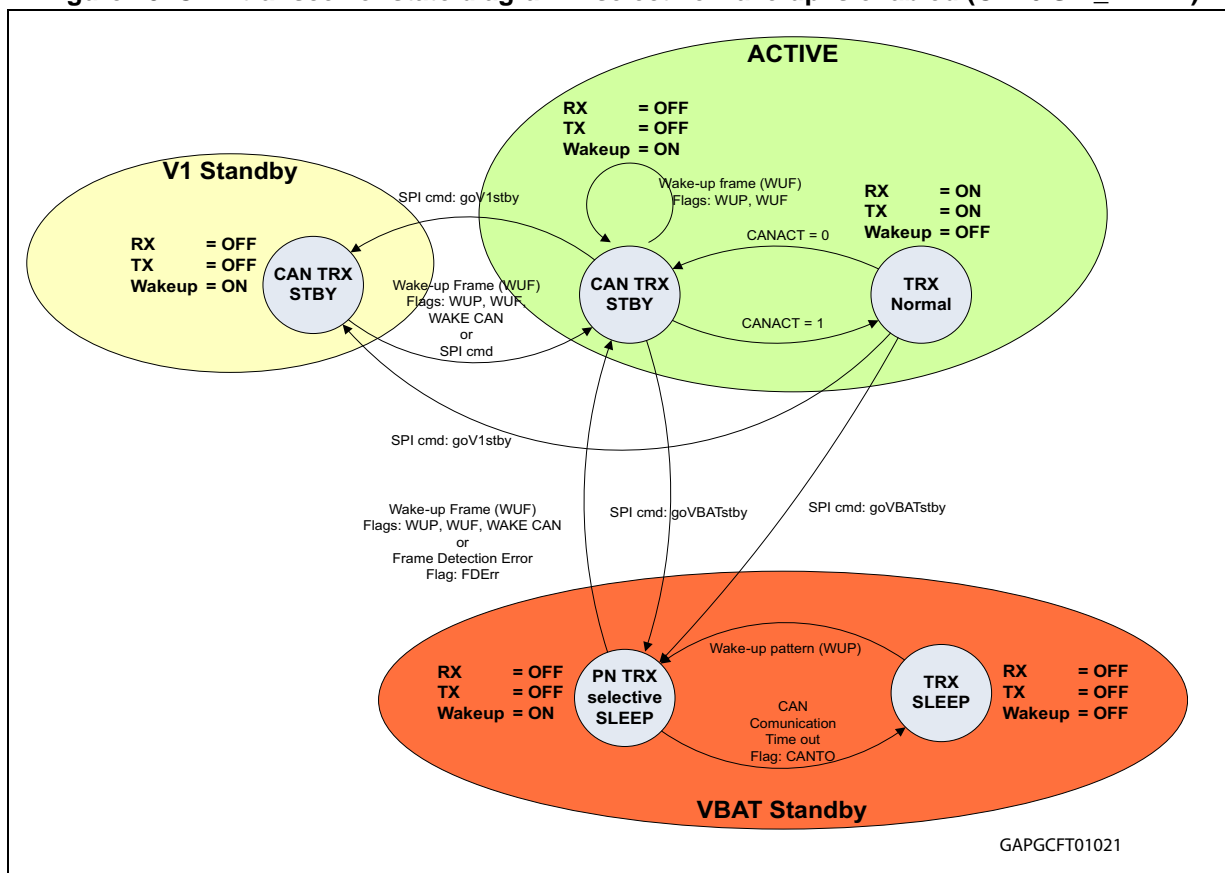 ACTIVE
RX = OFF
TX = OFF
Wakeup = ON
V1 Standby
SPI cmd: goV1stby
Wake-up frame (WUF)
Flags: WUP, WUF
RX = ON
TX = ON
Wakeup = OFF
RX = OFF
TX = OFF
Wakeup = ON
CAN TRX
STBY
CANACT = 0
CAN TRX
STBY
TRX
Normal
Wake-up Frame (WUF)
Flags: WUP, WUF,
WAKE CAN
or
SPI cmd
CANACT = 1
SPI cmd: goV1stby
Wake-up Frame (WUF)
Flags: WUP, WUF, WAKE CAN
or
Frame Detection Error
Flag: FDErr
SPI cmd: goVBATstby
SPI cmd: goVBATstby
Wake-up pattern (WUP)
RX = OFF
TX = OFF
Wakeup = ON
PN TRX
selective
SLEEP
TRX
SLEEP
RX = OFF
TX = OFF
Wakeup = OFF
CAN
Comunication
Time out
Flag: CANTO
VBAT Standby
GAPGCFT01021